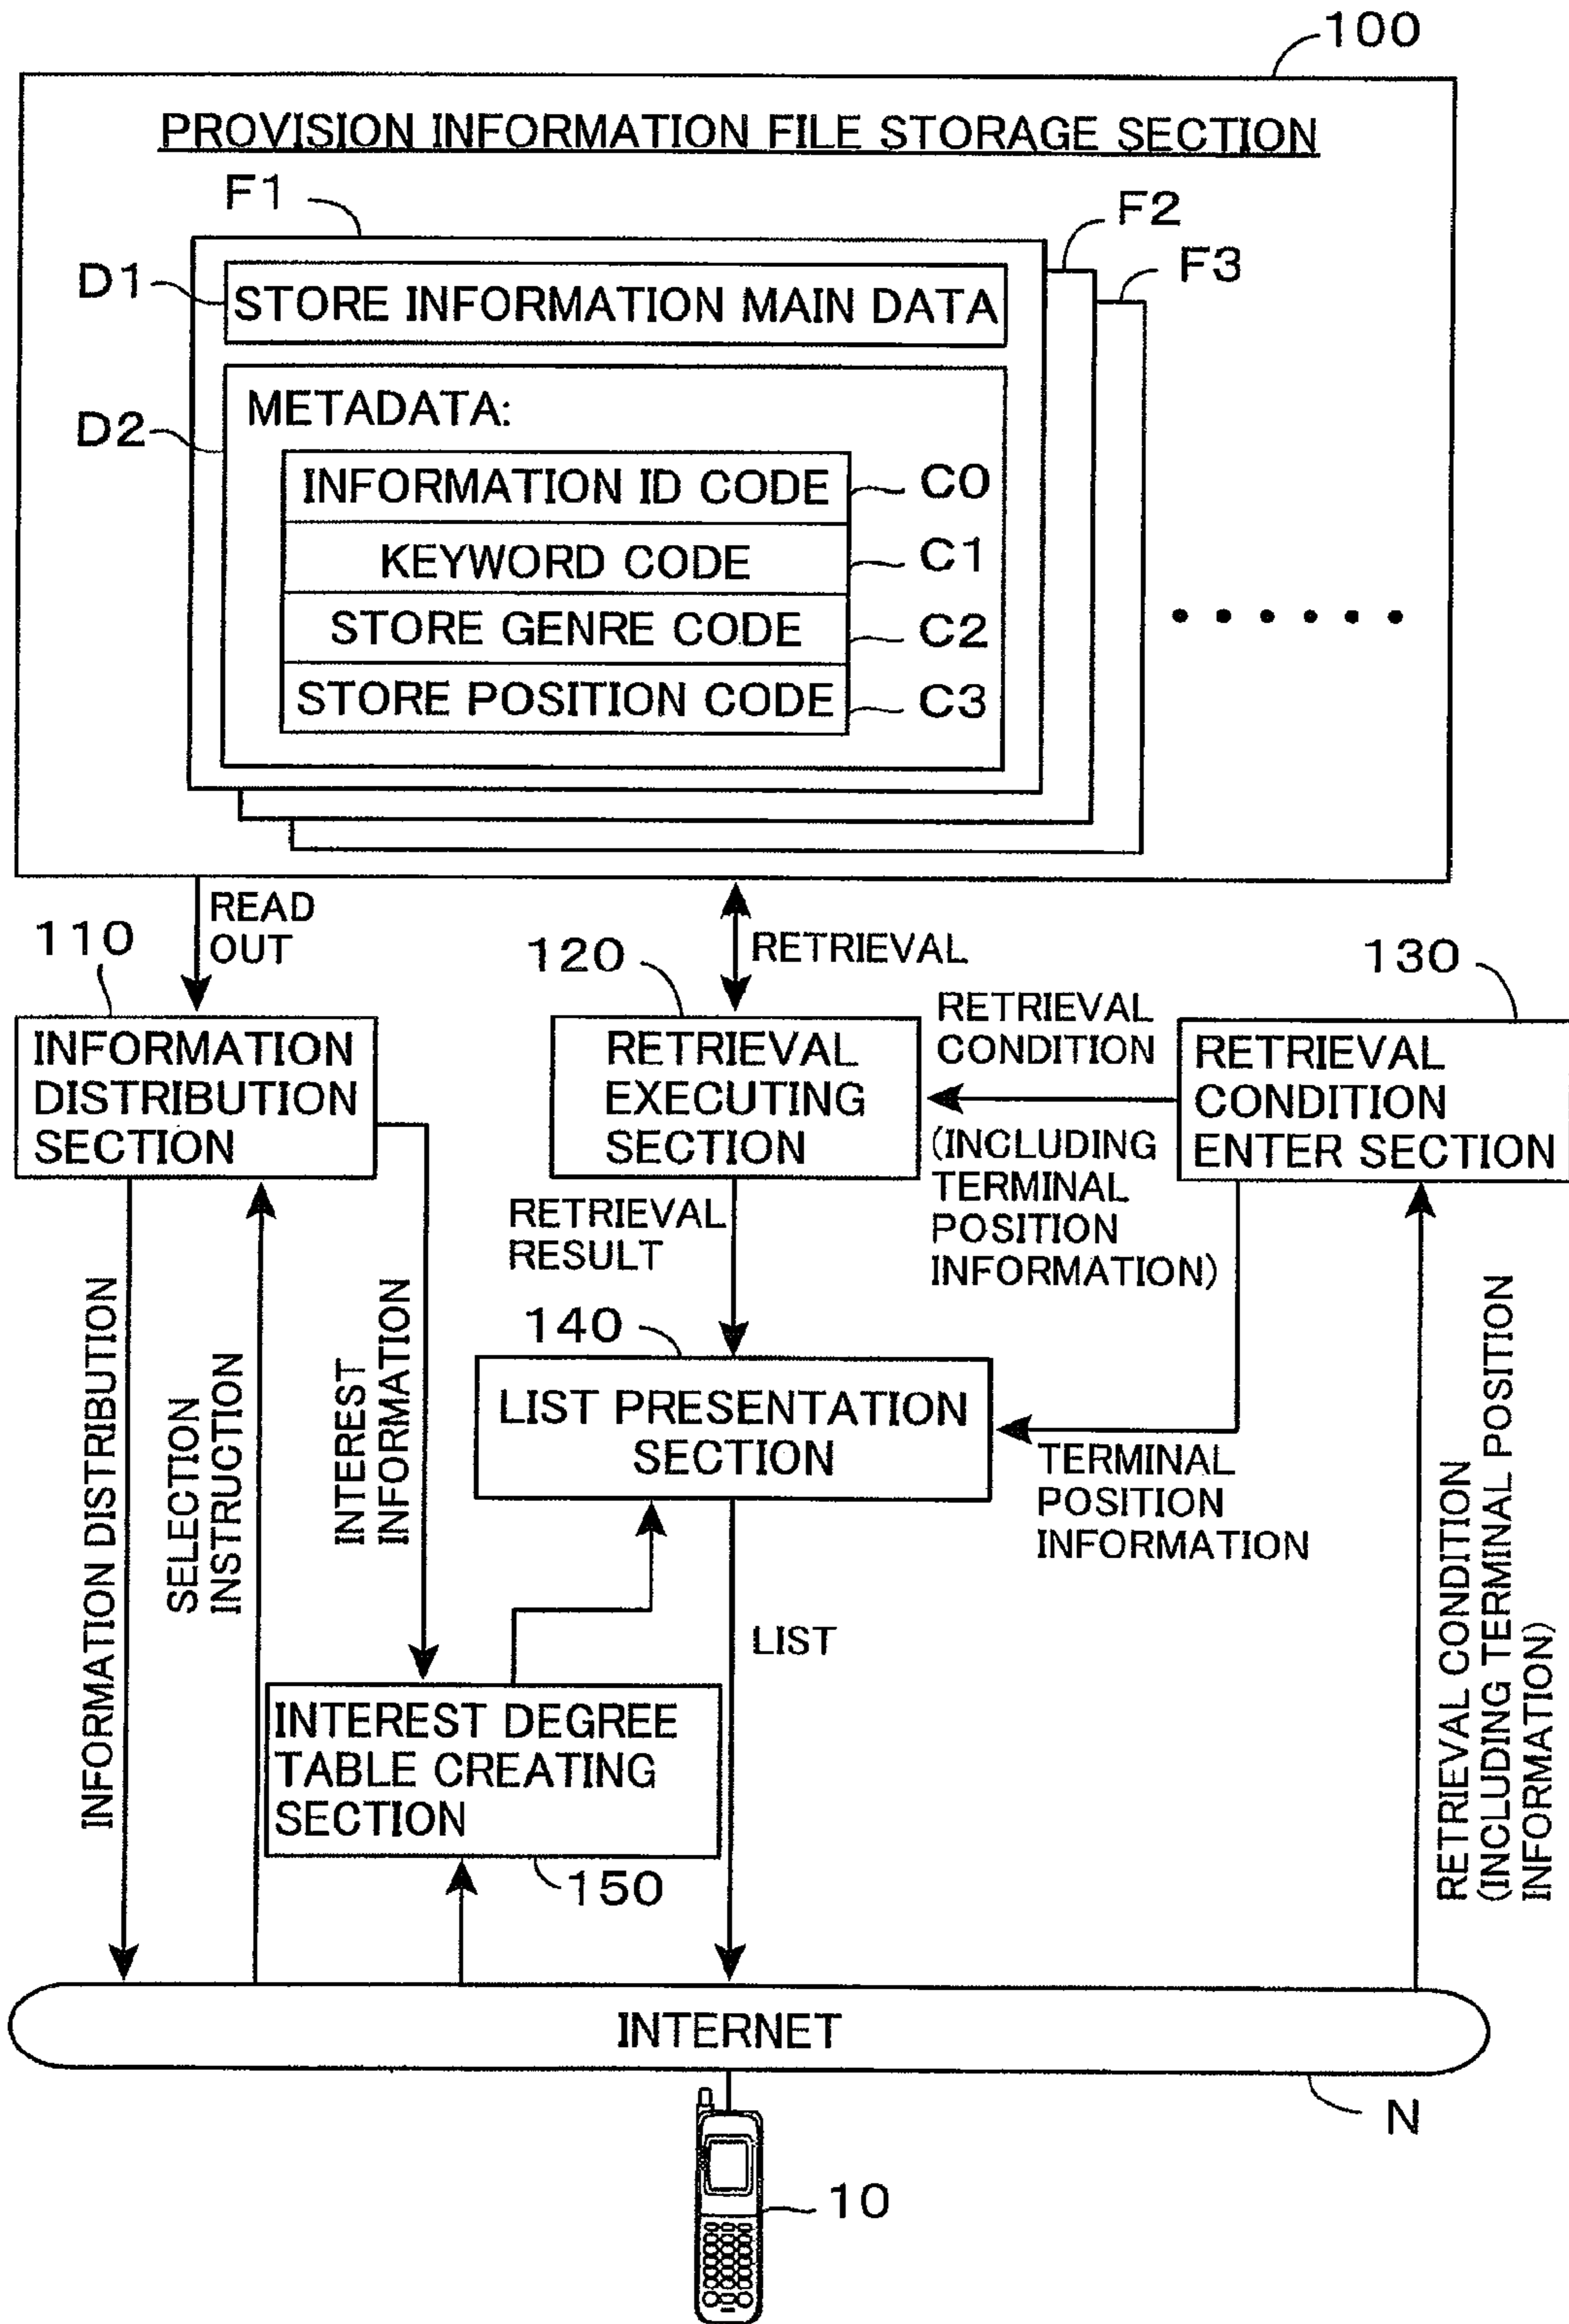 100
PROVISION INFORMATION FILE STORAGE SECTION
F1
F2
F3
D1
STORE INFORMATION MAIN DATA
D2
METADATA:
INFORMATION ID CODE
C0
KEYWORD CODE
C1
STORE GENRE CODE
C2
STORE POSITION CODE
C3
READ
OUT
RETRIEVAL
110
120
130
INFORMATION
DISTRIBUTION
SECTION
RETRIEVAL
EXECUTING
SECTION
RETRIEVAL
CONDITION
(INCLUDING
TERMINAL
POSITION
INFORMATION)
RETRIEVAL
CONDITION
ENTER SECTION
RETRIEVAL
RESULT
140
LIST PRESENTATION
SECTION
TERMINAL
POSITION
INFORMATION
INFORMATION DISTRIBUTION
SELECTION
INSTRUCTION
INTEREST
INFORMATION
LIST
RETRIEVAL CONDITION
(INCLUDING TERMINAL POSITION
INFORMATION)
INTEREST DEGREE
TABLE CREATING
SECTION
150
INTERNET
N
10